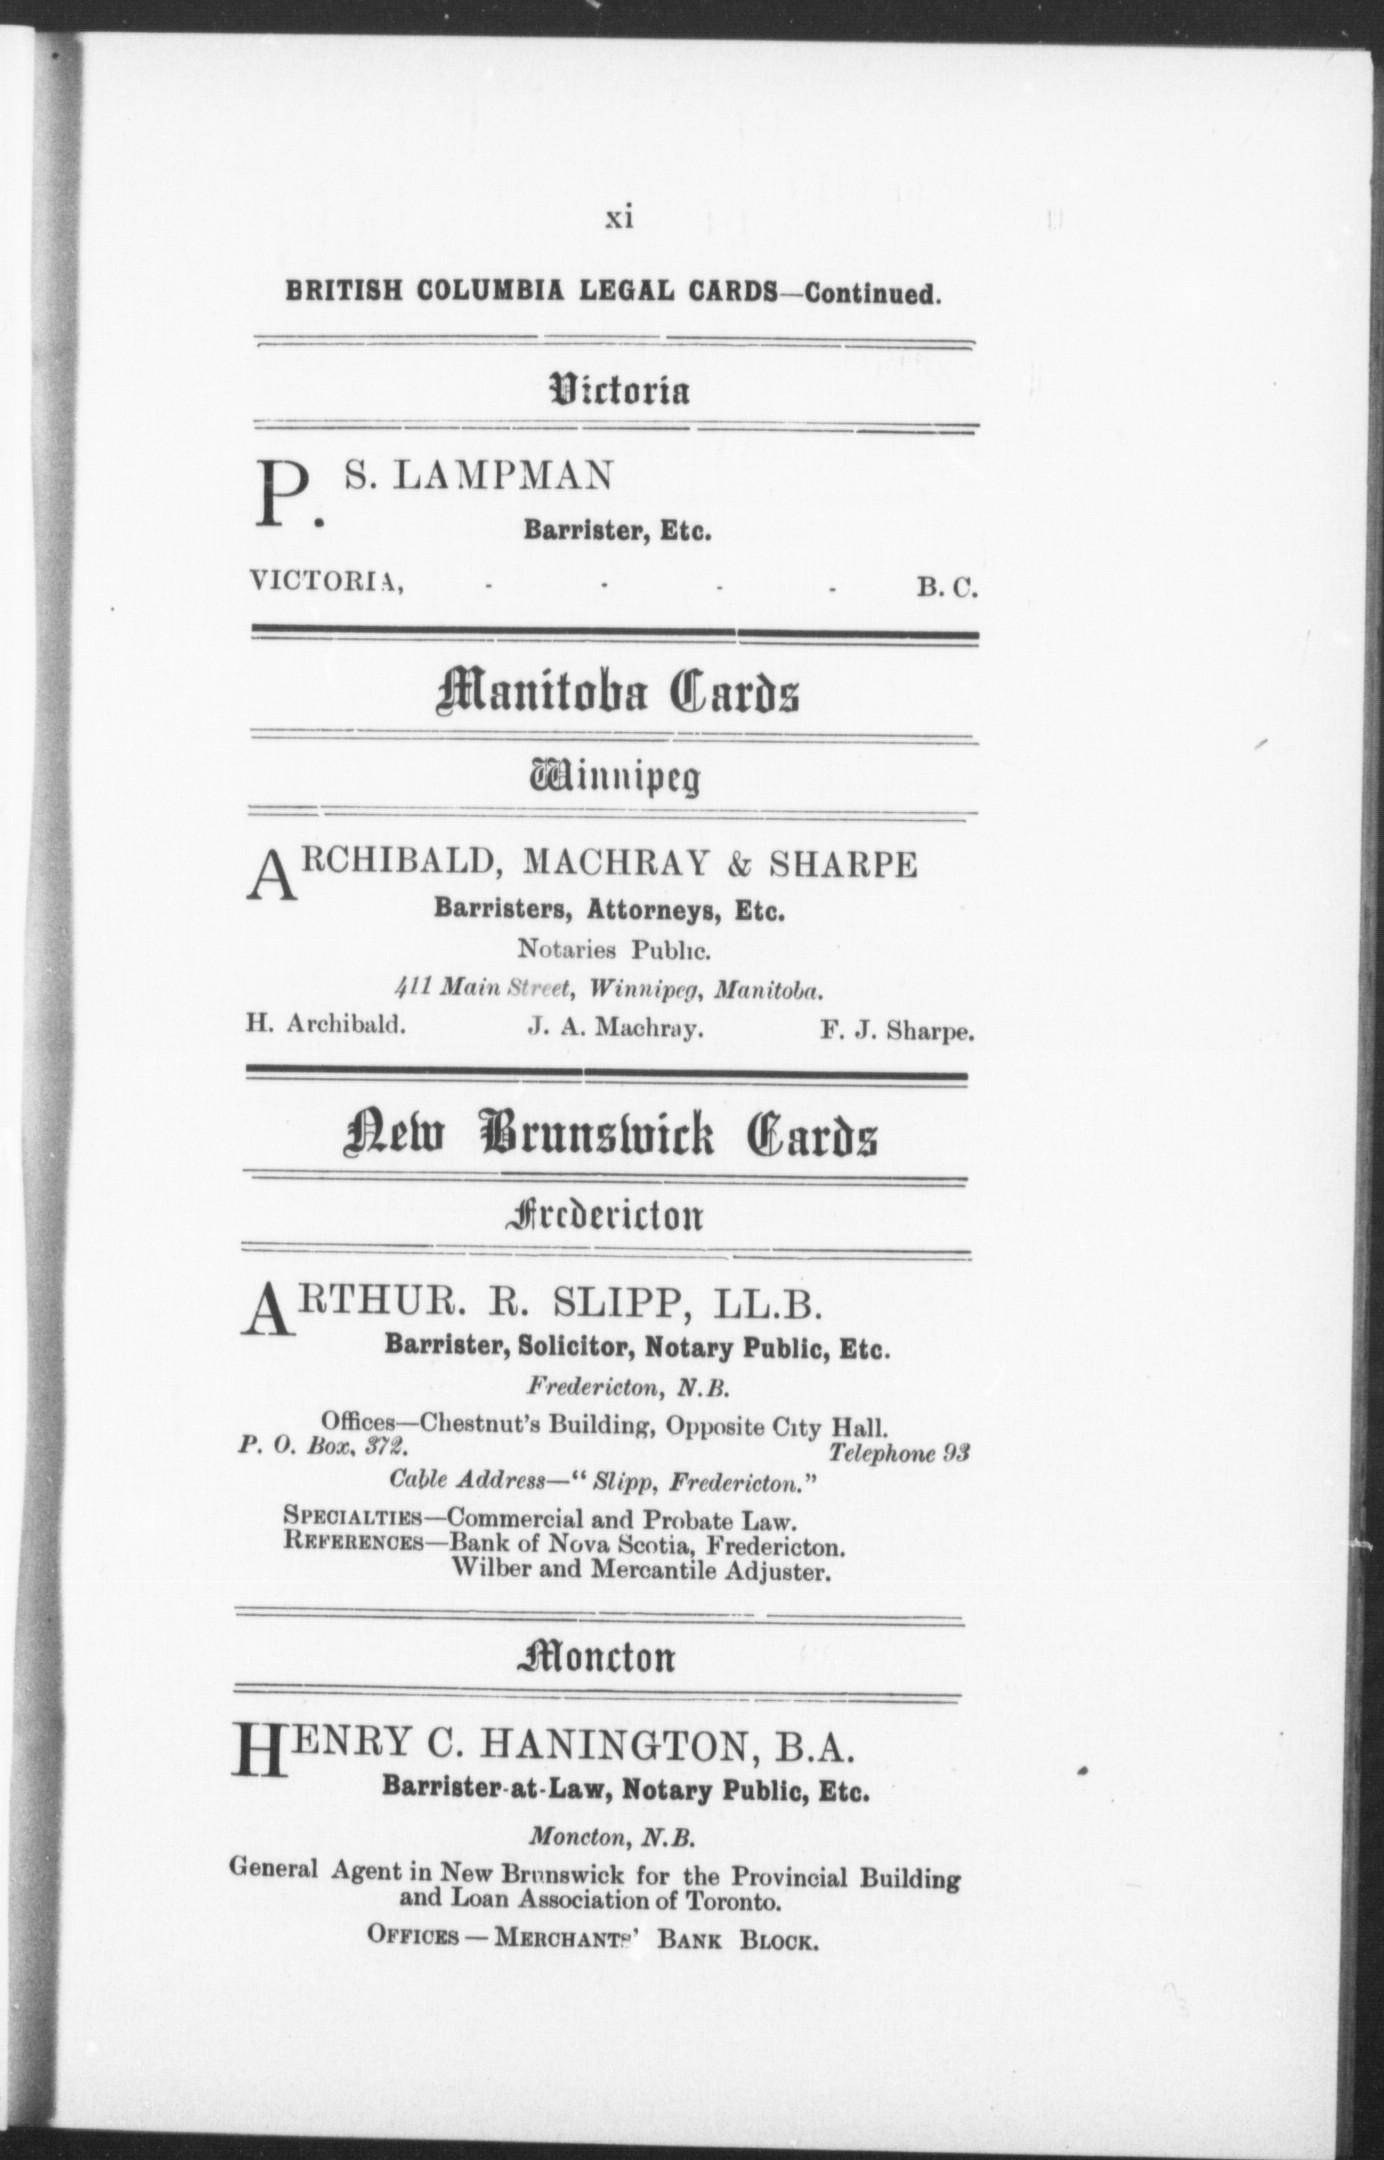 xi
BRITISH COLUMBIA LEGAL CARDS—Continued.
Victoria
P. S. LAMPMAN
Barrister, Etc.
VICTORIA, - - - - B. C.
Manitoba Cards
Winnipeg
ARCHIBALD, MACHRAY & SHARPE
Barristers, Attorneys, Etc.
Notaries Public.
411 Main Street, Winnipeg, Manitoba.
H. Archibald. J. A. Machray. F. J. Sharpe.
New Brunswick Cards
Fredericton
ARTHUR. R. SLIPP, LL.B.
Barrister, Solicitor, Notary Public, Etc.
Fredericton, N.B.
Offices—Chestnut's Building, Opposite City Hall.
P. O. Box, 372. Telephone 93
Cable Address—“Slipp, Fredericton.”
SPECIALTIES—Commercial and Probate Law.
REFERENCES—Bank of Nova Scotia, Fredericton.
Wilber and Mercantile Adjuster.
Moncton
HENRY C. HANINGTON, B.A.
Barrister-at-Law, Notary Public, Etc.
Moncton, N.B.
General Agent in New Brunswick for the Provincial Building
and Loan Association of Toronto.
OFFICES — MERCHANTS' BANK BLOCK.